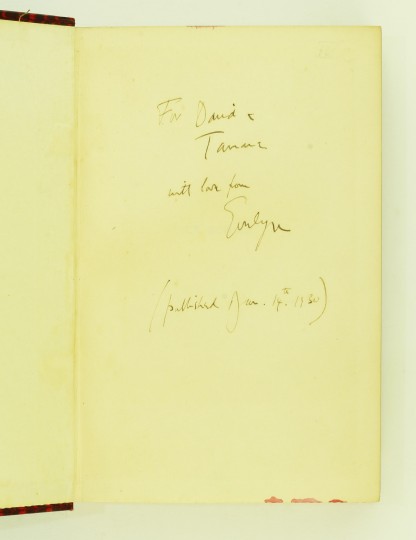 For David &
Tamara
with love from
Evelyn
(published Jan. 14th. 1930)